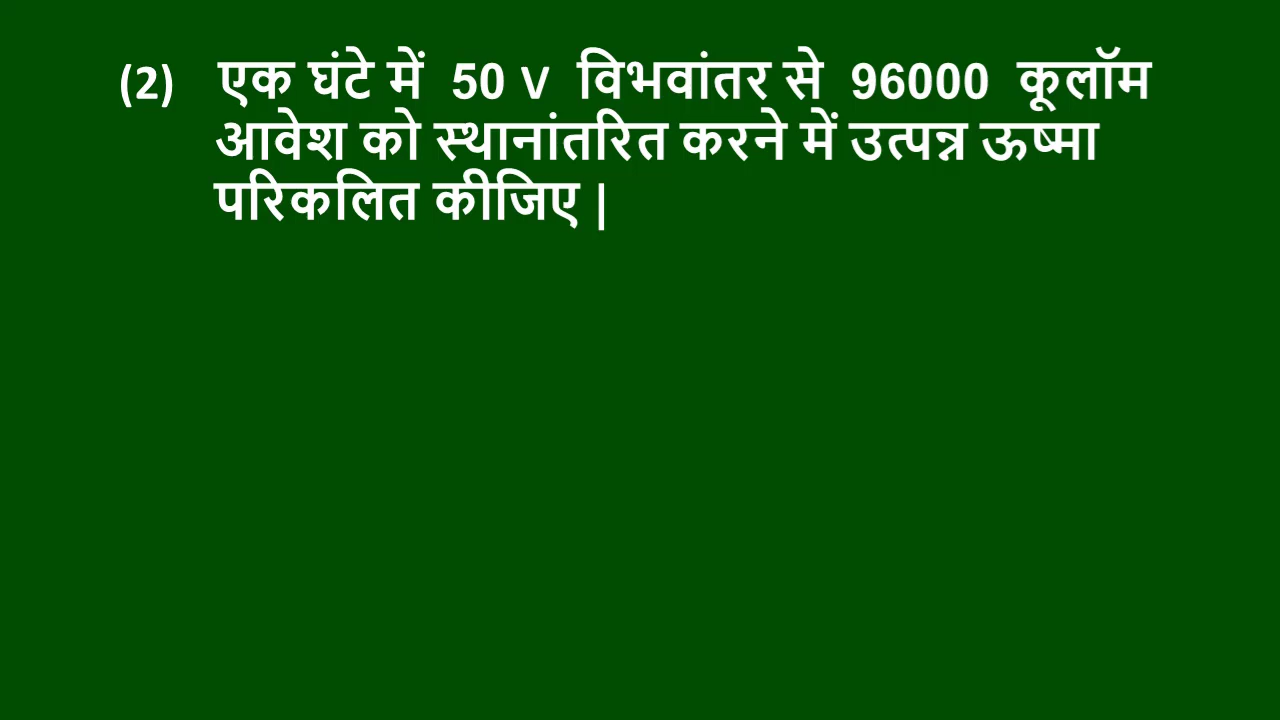 (2) एक घंटे में 50 V विभवांतर से 96000 कूलॉम
आवेश को स्थानांतरित करने में उत्पन्न ऊष्मा
परिकलित कीजिए |